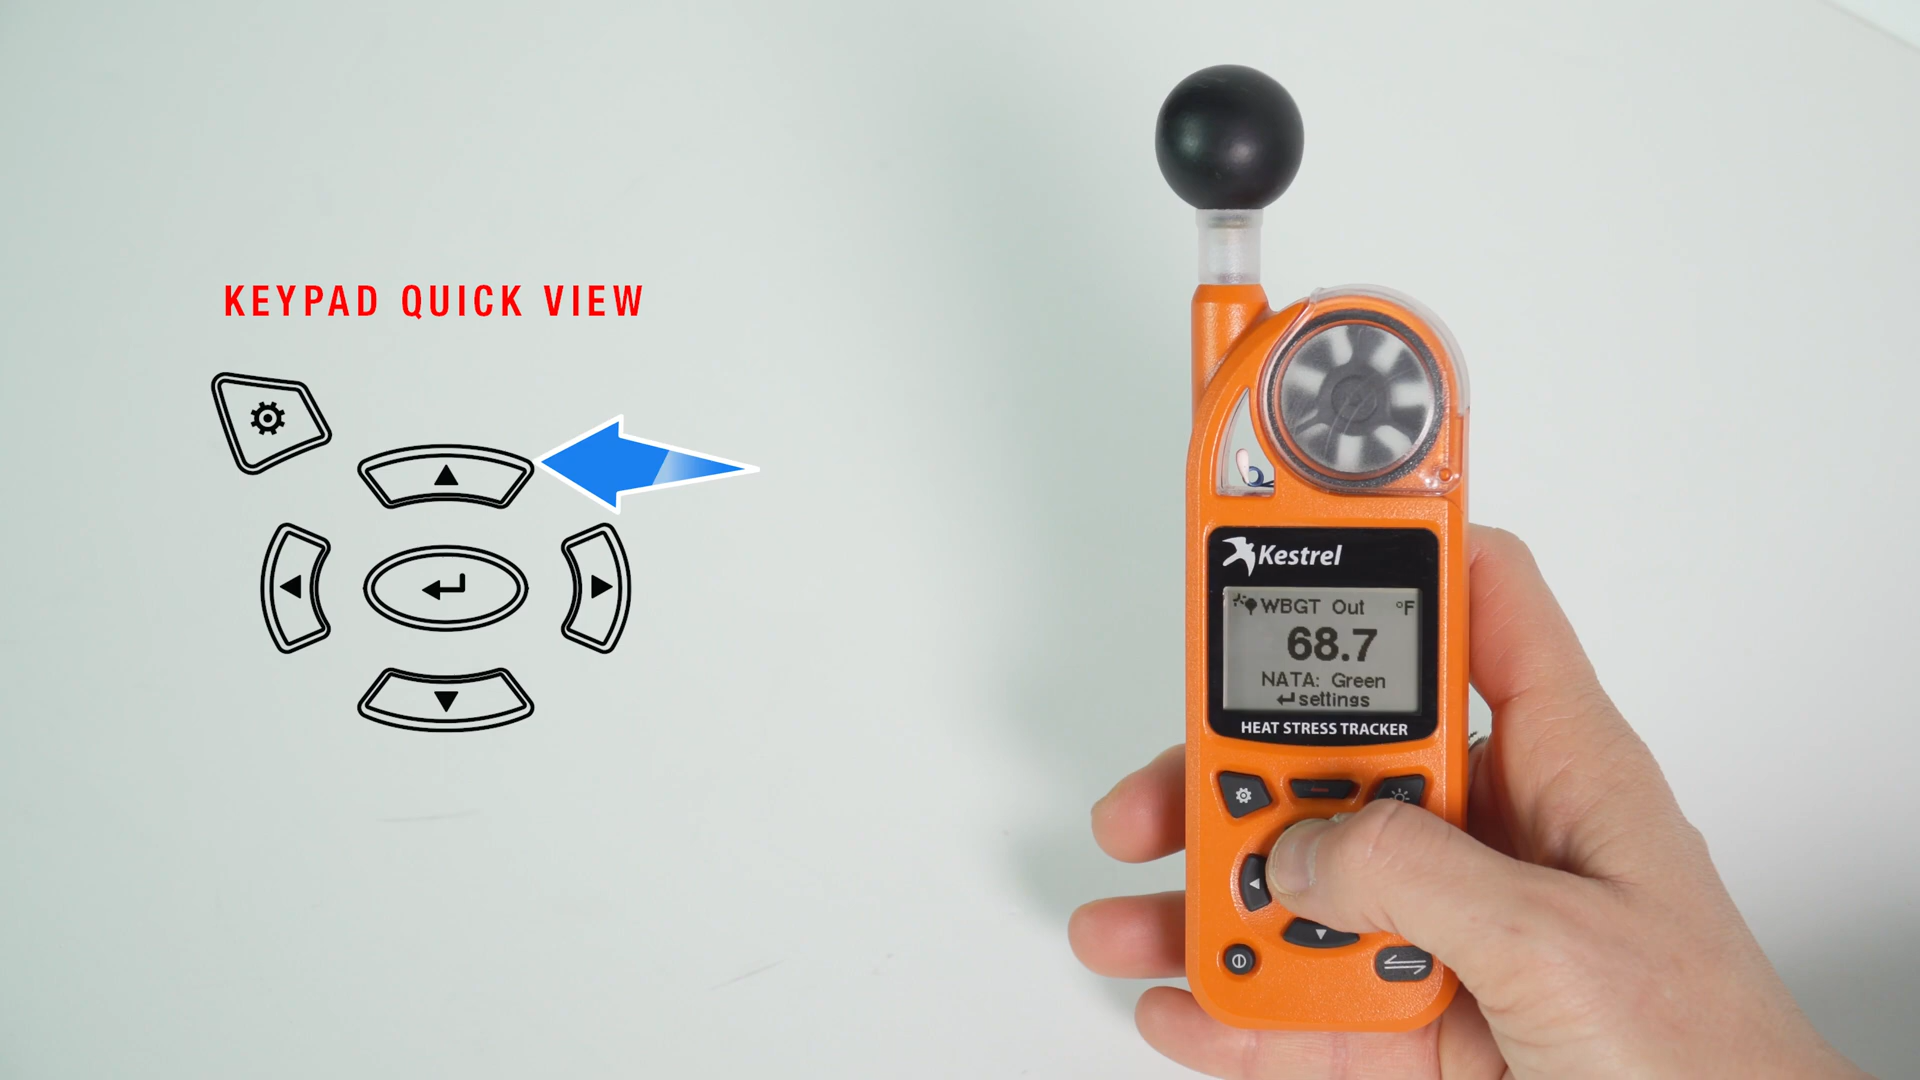 KEYPAD QUICK VIEW
Kestrel
WBGT Out °F
68.7
NATA: Green
settings
HEAT STRESS TRACKER